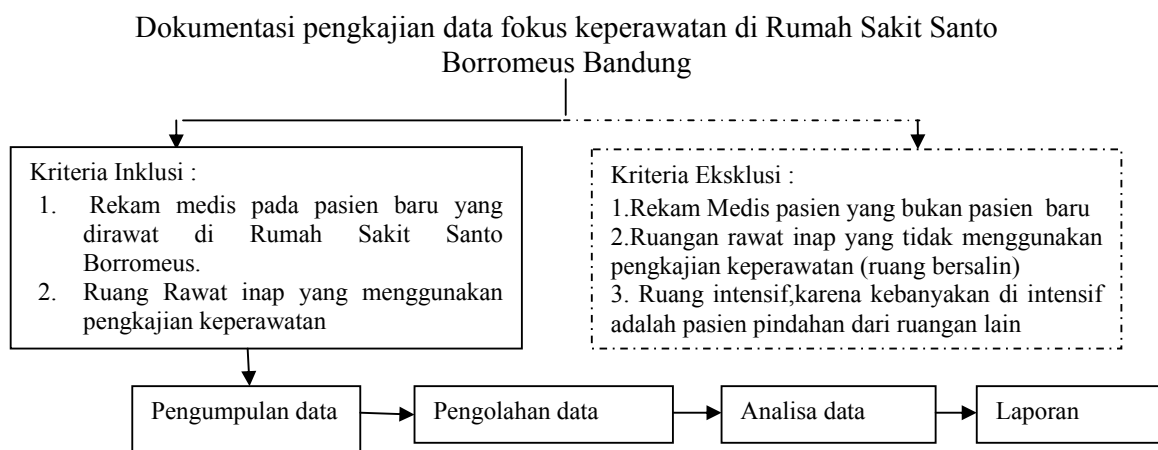 Dokumentasi pengkajian data fokus keperawatan di Rumah Sakit Santo
Borromeus Bandung
Kriteria Inklusi :
1. Rekam medis pada pasien baru yang
dirawat di Rumah Sakit Santo
Borromeus.
2. Ruang Rawat inap yang menggunakan
pengkajian keperawatan
Kriteria Eksklusi :
1.Rekam Medis pasien yang bukan pasien baru
2.Ruangan rawat inap yang tidak menggunakan
pengkajian keperawatan (ruang bersalin)
3. Ruang intensif,karena kebanyakan di intensif
adalah pasien pindahan dari ruangan lain
Pengumpulan data
Pengolahan data
Analisa data
Laporan